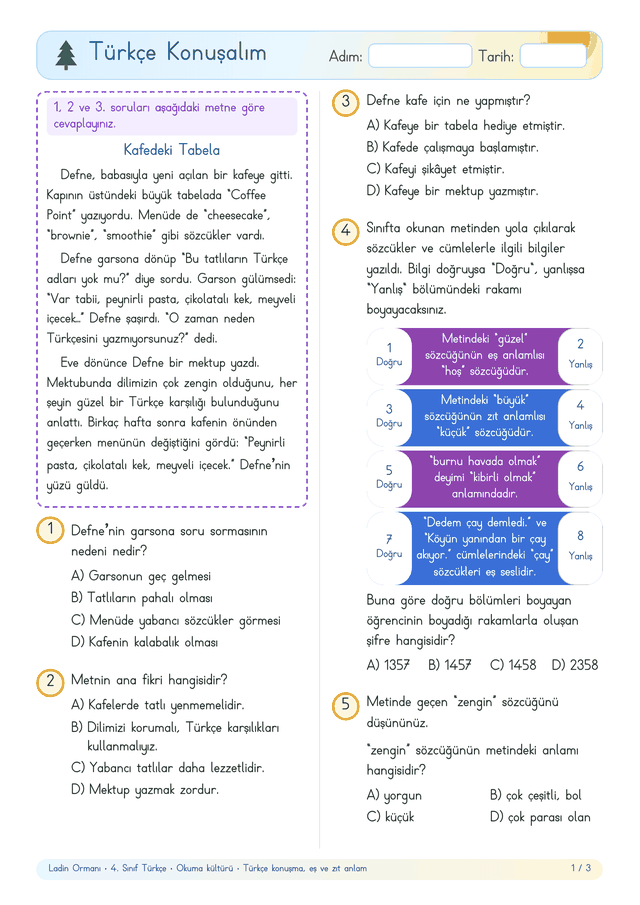 Türkçe Konuşalım
Adım:
Tarih:
1, 2 ve 3. soruları aşağıdaki metne göre
cevaplayınız.
Kafedeki Tabela
Defne, babasıyla yeni açılan bir kafeye gitti.
Kapının üstündeki büyük tabelada "Coffee
Point" yazıyordu. Menüde de "cheesecake",
"brownie", "smoothie" gibi sözcükler vardı.
Defne garsona dönüp "Bu tatlıların Türkçe
adları yok mu?" diye sordu. Garson gülümsedi:
"Var tabii, peynirli pasta, çikolatalı kek, meyveli
içecek..." Defne şaşırdı. "O zaman neden
Türkçesini yazmıyorsunuz?" dedi.
Eve dönünce Defne bir mektup yazdı.
Mektubunda dilimizin çok zengin olduğunu, her
şeyin güzel bir Türkçe karşılığı bulunduğunu
anlattı. Birkaç hafta sonra kafenin önünden
geçerken menünün değiştiğini gördü: "Peynirli
pasta, çikolatalı kek, meyveli içecek." Defne'nin
yüzü güldü.
1
Defne'nin garsona soru sormasının
nedeni nedir?
A) Garsonun geç gelmesi
B) Tatlıların pahalı olması
C) Menüde yabancı sözcükler görmesi
D) Kafenin kalabalık olması
2
Metnin ana fikri hangisidir?
A) Kafelerde tatlı yenmemelidir.
B) Dilimizi korumalı, Türkçe karşılıkları
kullanmalıyız.
C) Yabancı tatlılar daha lezzetlidir.
D) Mektup yazmak zordur.
3
Defne kafe için ne yapmıştır?
A) Kafeye bir tabela hediye etmiştir.
B) Kafede çalışmaya başlamıştır.
C) Kafeyi şikâyet etmiştir.
D) Kafeye bir mektup yazmıştır.
4
Sınıfta okunan metinden yola çıkılarak
sözcükler ve cümlelerle ilgili bilgiler
yazıldı. Bilgi doğruysa "Doğru", yanlışsa
"Yanlış" bölümündeki rakamı
boyayacaksınız.
1
Doğru
Metindeki "güzel"
sözcüğünün eş anlamlısı
"hoş" sözcüğüdür.
2
Yanlış
3
Doğru
Metindeki "büyük"
sözcüğünün zıt anlamlısı
"küçük" sözcüğüdür.
4
Yanlış
5
Doğru
"burnu havada olmak"
deyimi "kibirli olmak"
anlamındadır.
6
Yanlış
7
Doğru
"Dedem çay demledi." ve
"Köyün yanından bir çay
akıyor." cümlelerindeki "çay"
sözcükleri eş seslidir.
8
Yanlış
Buna göre doğru bölümleri boyayan
öğrencinin boyadığı rakamlarla oluşan
şifre hangisidir?
A) 1357 B) 1457 C) 1458 D) 2358
5
Metinde geçen "zengin" sözcüğünü
düşününüz.
"zengin" sözcüğünün metindeki anlamı
hangisidir?
A) yorgun B) çok çeşitli, bol
C) küçük D) çok parası olan
Ladin Ormanı • 4. Sınıf Türkçe • Okuma kültürü • Türkçe konuşma, eş ve zıt anlam
1 / 3